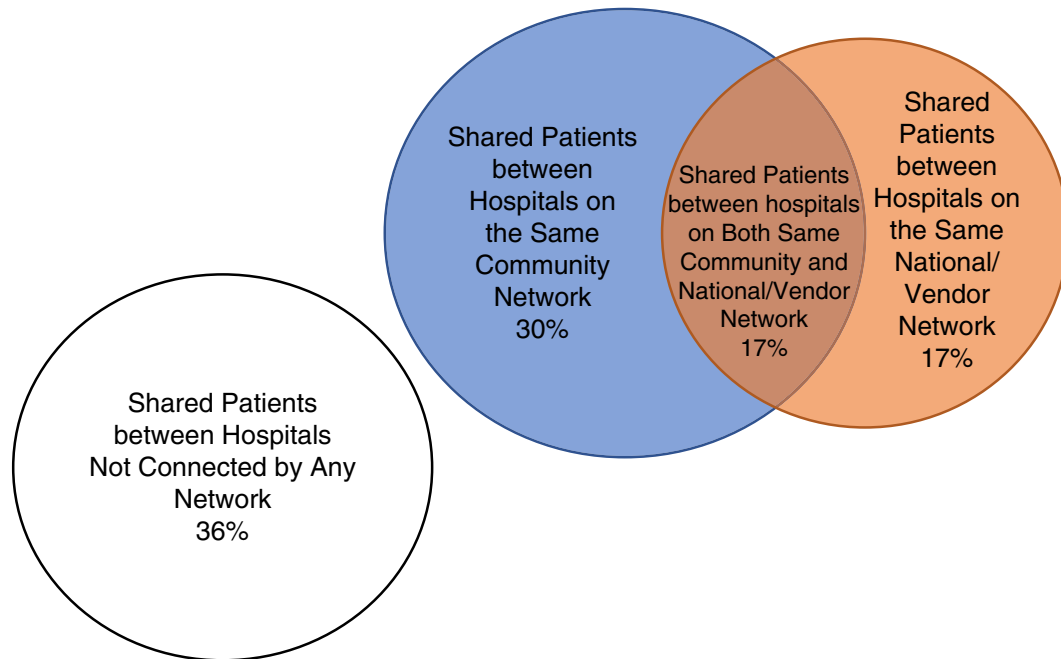 Shared Patients
between
Hospitals on
the Same
Community
Network
30%
Shared Patients
between hospitals
on Both Same
Community and
National/Vendor
Network
17%
Shared
Patients
between
Hospitals on
the Same
National/
Vendor
Network
17%
Shared Patients
between Hospitals
Not Connected by Any
Network
36%